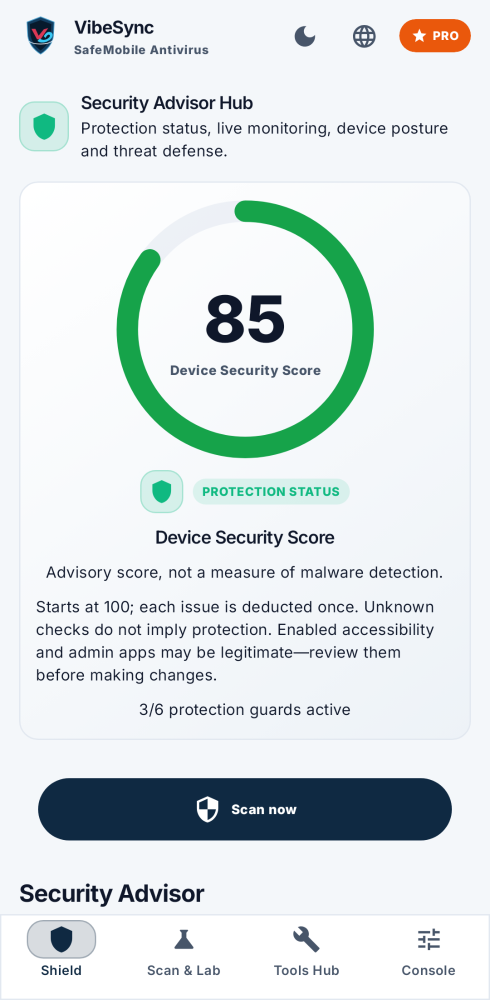 VibeSync
SafeMobile Antivirus
PRO
Security Advisor Hub
Protection status, live monitoring, device posture
and threat defense.
85
Device Security Score
PROTECTION STATUS
Device Security Score
Advisory score, not a measure of malware detection.
Starts at 100; each issue is deducted once. Unknown
checks do not imply protection. Enabled accessibility
and admin apps may be legitimate—review them
before making changes.
3/6 protection guards active
Scan now
Security Advisor
Shield
Scan & Lab
Tools Hub
Console